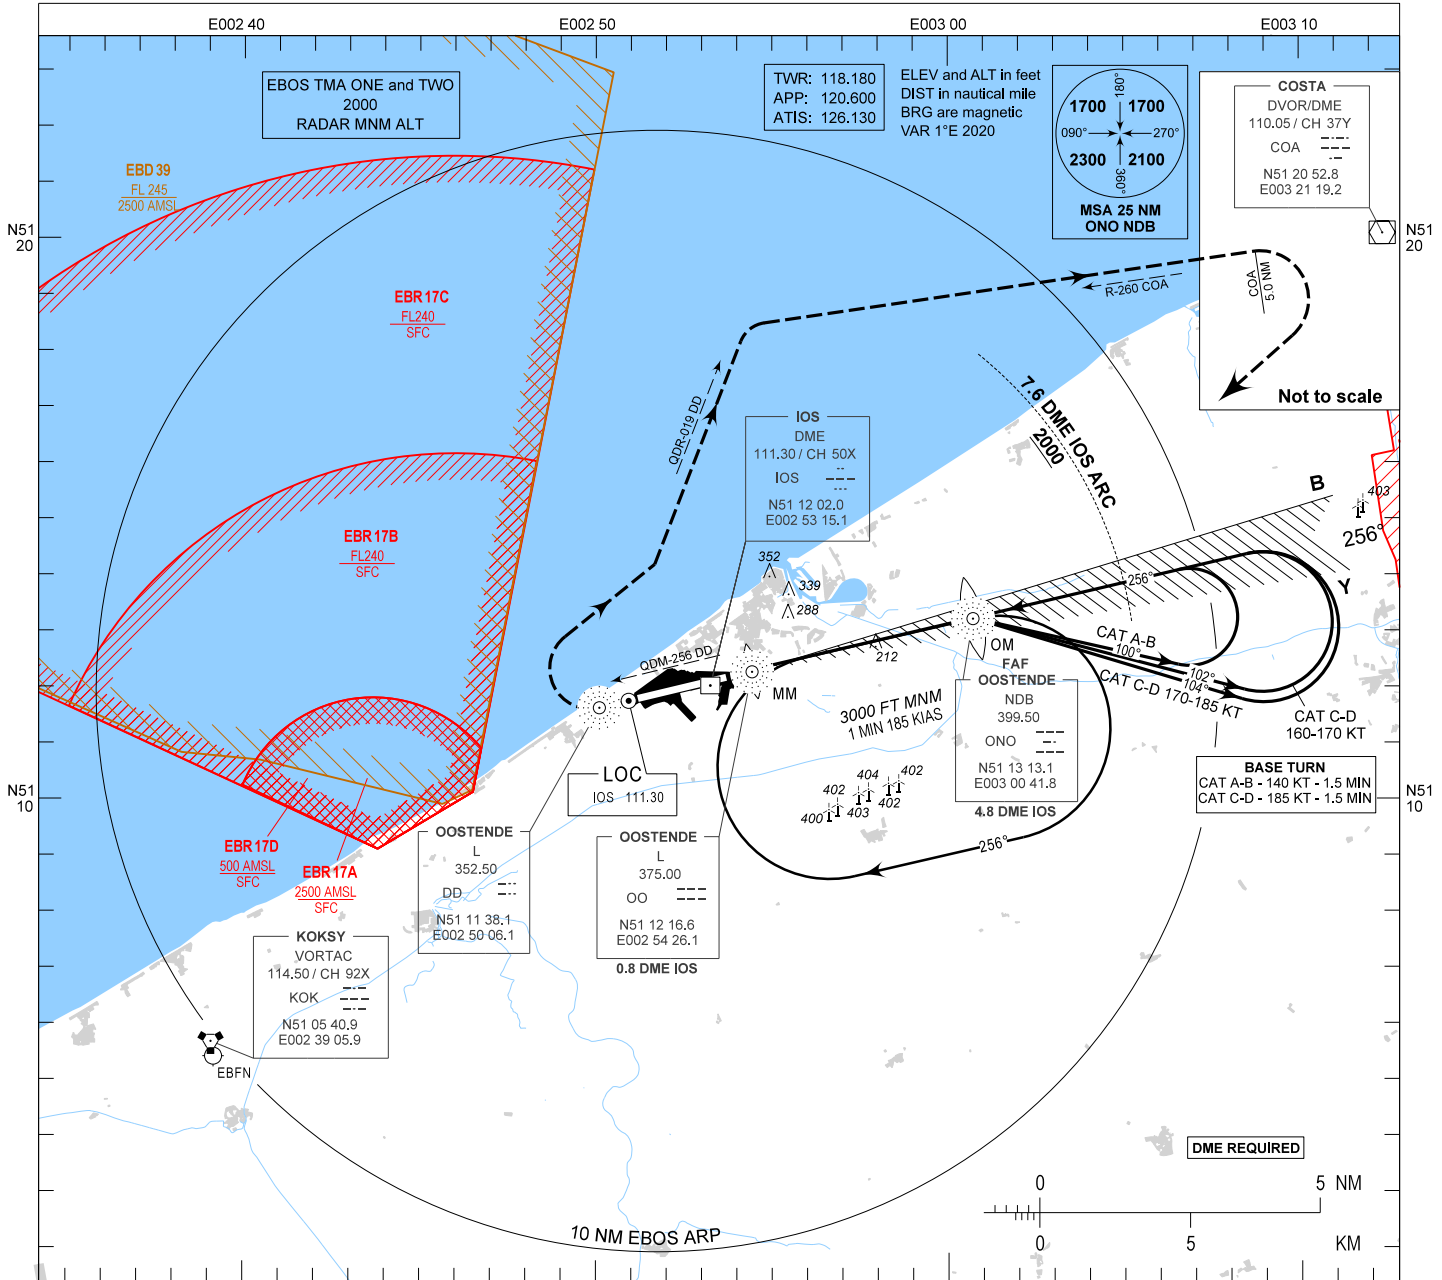 E002 40
E002 50
E003 00
E003 10
EBOS TMA ONE and TWO
2000
RADAR MNM ALT
TWR: 118.180
APP: 120.600
ATIS: 126.130
ELEV and ALT in feet
DIST in nautical mile
BRG are magnetic
VAR 1°E 2020
180°
1700
1700
090°
270°
2300
2100
360°
MSA 25 NM
ONO NDB
COSTA
DVOR/DME
110.05 / CH 37Y
COA
N51 20 52.8
E003 21 19.2
EBD 39
FL 245
2500 AMSL
N51
20
N51
20
COA
5.0 NM
R-260 COA
EBR 17C
FL240
SFC
Not to scale
7.6 DME IOS ARC
2000
QDR-019 DD
IOS
DME
111.30 / CH 50X
IOS
N51 12 02.0
E002 53 15.1
B
403
256°
EBR 17B
FL240
SFC
352
339
288
256°
Y
CAT A-B
100°
102°
104°
CAT C-D 170-185 KT
CAT C-D
160-170 KT
QDM-256 DD
212
OM
MM
FAF
OOSTENDE
NDB
399.50
ONO
N51 13 13.1
E003 00 41.8
4.8 DME IOS
3000 FT MNM
1 MIN 185 KIAS
BASE TURN
CAT A-B - 140 KT - 1.5 MIN
CAT C-D - 185 KT - 1.5 MIN
LOC
IOS 111.30
402
404
402
400
403
402
N51
10
N51
10
256°
EBR 17D
500 AMSL
SFC
EBR 17A
2500 AMSL
SFC
OOSTENDE
L
352.50
DD
N51 11 38.1
E002 50 06.1
OOSTENDE
L
375.00
OO
N51 12 16.6
E002 54 26.1
0.8 DME IOS
KOKSY
VORTAC
114.50 / CH 92X
KOK
N51 05 40.9
E002 39 05.9
EBFN
DME REQUIRED
0 5 NM
0 5 KM
10 NM EBOS ARP